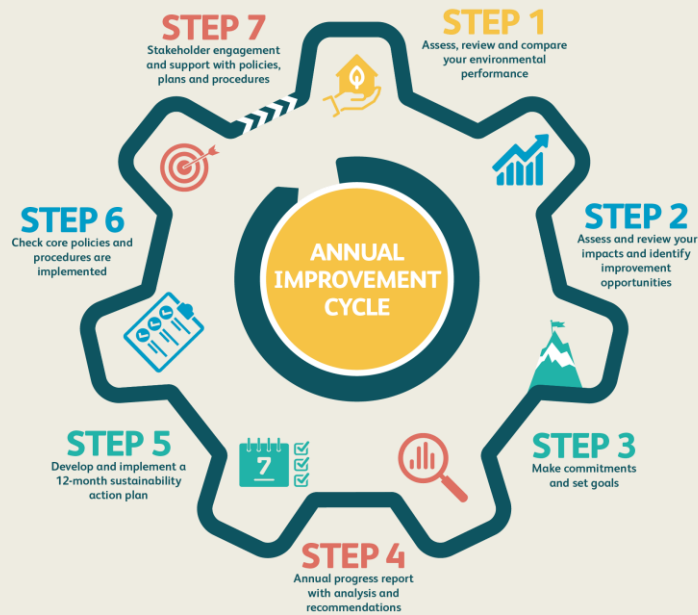 STEP 1
Assess, review and compare
your environmental
performance
STEP 2
Assess and review your
impacts and identify
improvement
opportunities
STEP 3
Make commitments
and set goals
STEP 4
Annual progress report
with analysis and
recommendations
STEP 5
Develop and implement a
12-month sustainability
action plan
7
STEP 6
Check core policies and
procedures are
implemented
STEP 7
Stakeholder engagement
and support with policies,
plans and procedures
ANNUAL
IMPROVEMENT
CYCLE